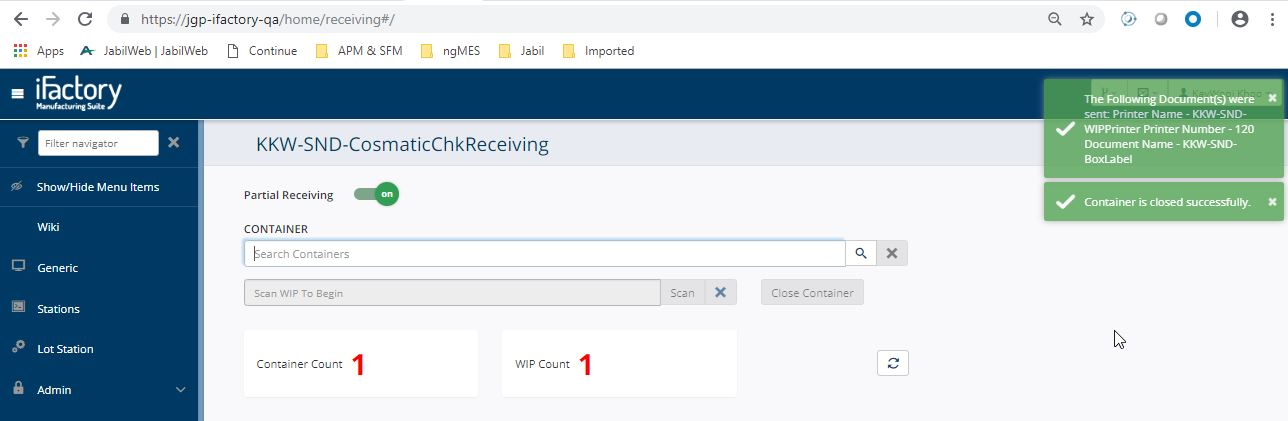 https://jgp-ifactory-qa/home/receiving#/
Apps JabilWeb | JabilWeb Continue APM & SFM ngMES Jabil Imported
iFactory
Manufacturing Suite
Filter navigator
Show/Hide Menu Items
Wiki
Generic
Stations
Lot Station
Admin
KKW-SND-CosmaticChkReceiving
Partial Receiving on
CONTAINER
Search Containers
Scan WIP To Begin Scan Close Container
Container Count 1 WIP Count 1
The Following Document(s) were
sent: Printer Name - KKW-SND-
WIPPrinter Printer Number - 120
Document Name - KKW-SND-
BoxLabel
Container is closed successfully.